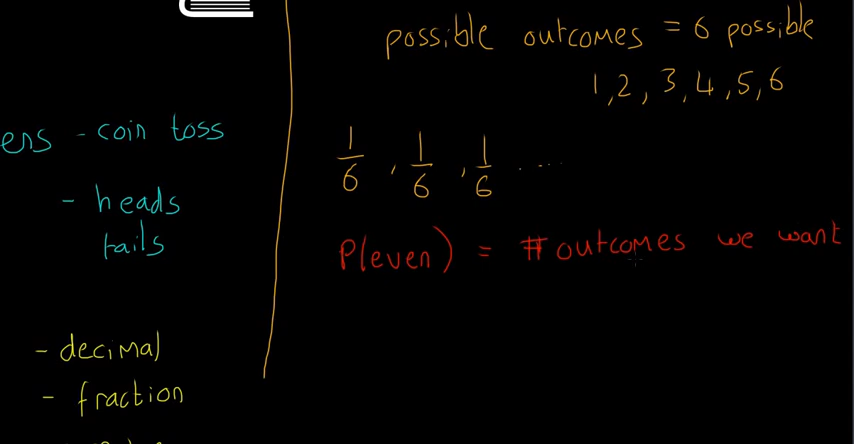 possible outcomes = 6 possible
1, 2, 3, 4, 5, 6
ens - coin toss
- heads
tails
1/6, 1/6, 1/6 ....
P(even) = #outcomes we want
- decimal
- fraction